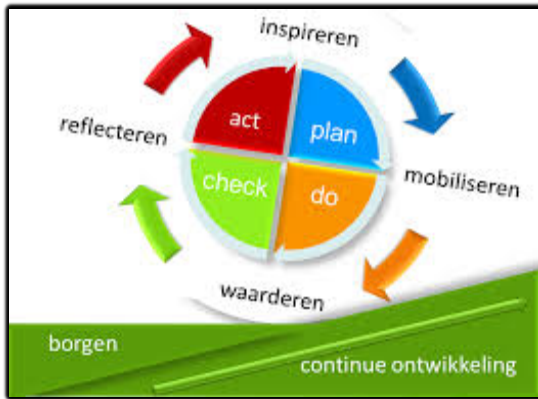 inspireren
act
plan
reflecteren
mobiliseren
check
do
waarderen
borgen
continue ontwikkeling